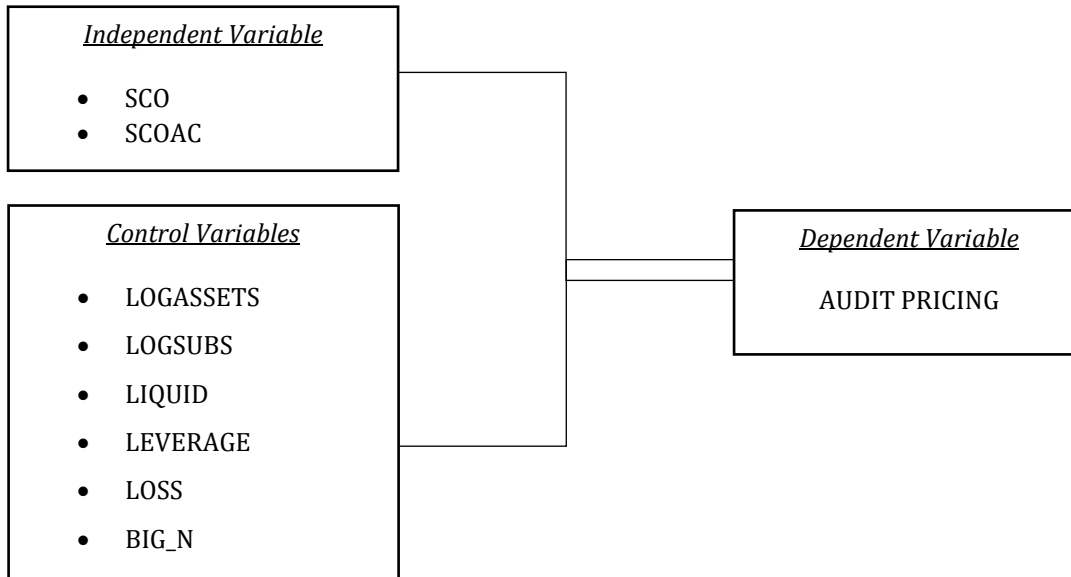 Independent Variable
• SCO
• SCOAC
Control Variables
• LOGASSETS
• LOGSUBS
• LIQUID
• LEVERAGE
• LOSS
• BIG_N
Dependent Variable
AUDIT PRICING